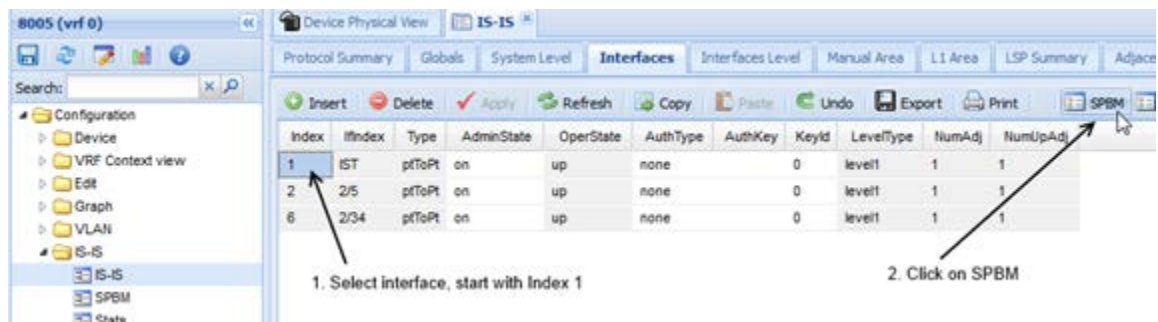 8005 (vrf 0)
Device Physical View IS-IS
Protocol Summary Globals System Level Interfaces Interfaces Level Manual Area L1 Area LSP Summary Adjace
Search:
Insert Delete Apply Refresh Copy Paste Undo Export Print SPBM
Configuration
Device
VRF Context view
Edit
Graph
VLAN
IS-IS
IS-IS
SPBM
Stats
Index IfIndex Type AdminState OperState AuthType AuthKey KeyId LevelType NumAdj NumUpAdj
1 IST ptToPt on up none 0 level1 1 1
2 2/5 ptToPt on up none 0 level1 1 1
6 2/34 ptToPt on up none 0 level1 1 1
1. Select interface, start with Index 1
2. Click on SPBM